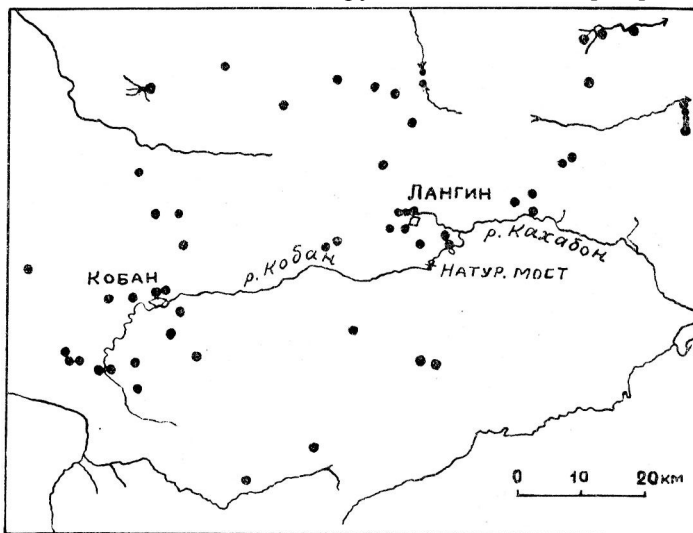 ЛАНГИН
р. Кахабон
р. Кобан
НАТУР. МОСТ
КОБАН
0 10 20 км